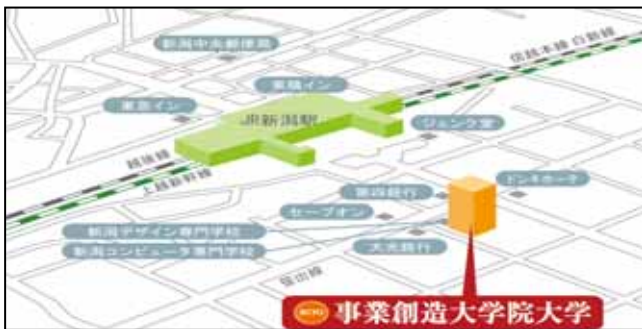 新潟中央郵便局
信越本線 白新線
東横イン
東急イン
JR新潟駅
ジュンク堂
越後線
上越新幹線
第四銀行
ドンキホーテ
セーブオン
新潟デザイン専門学校
大光銀行
新潟コンピュータ専門学校
笹出線
事業創造大学院大学